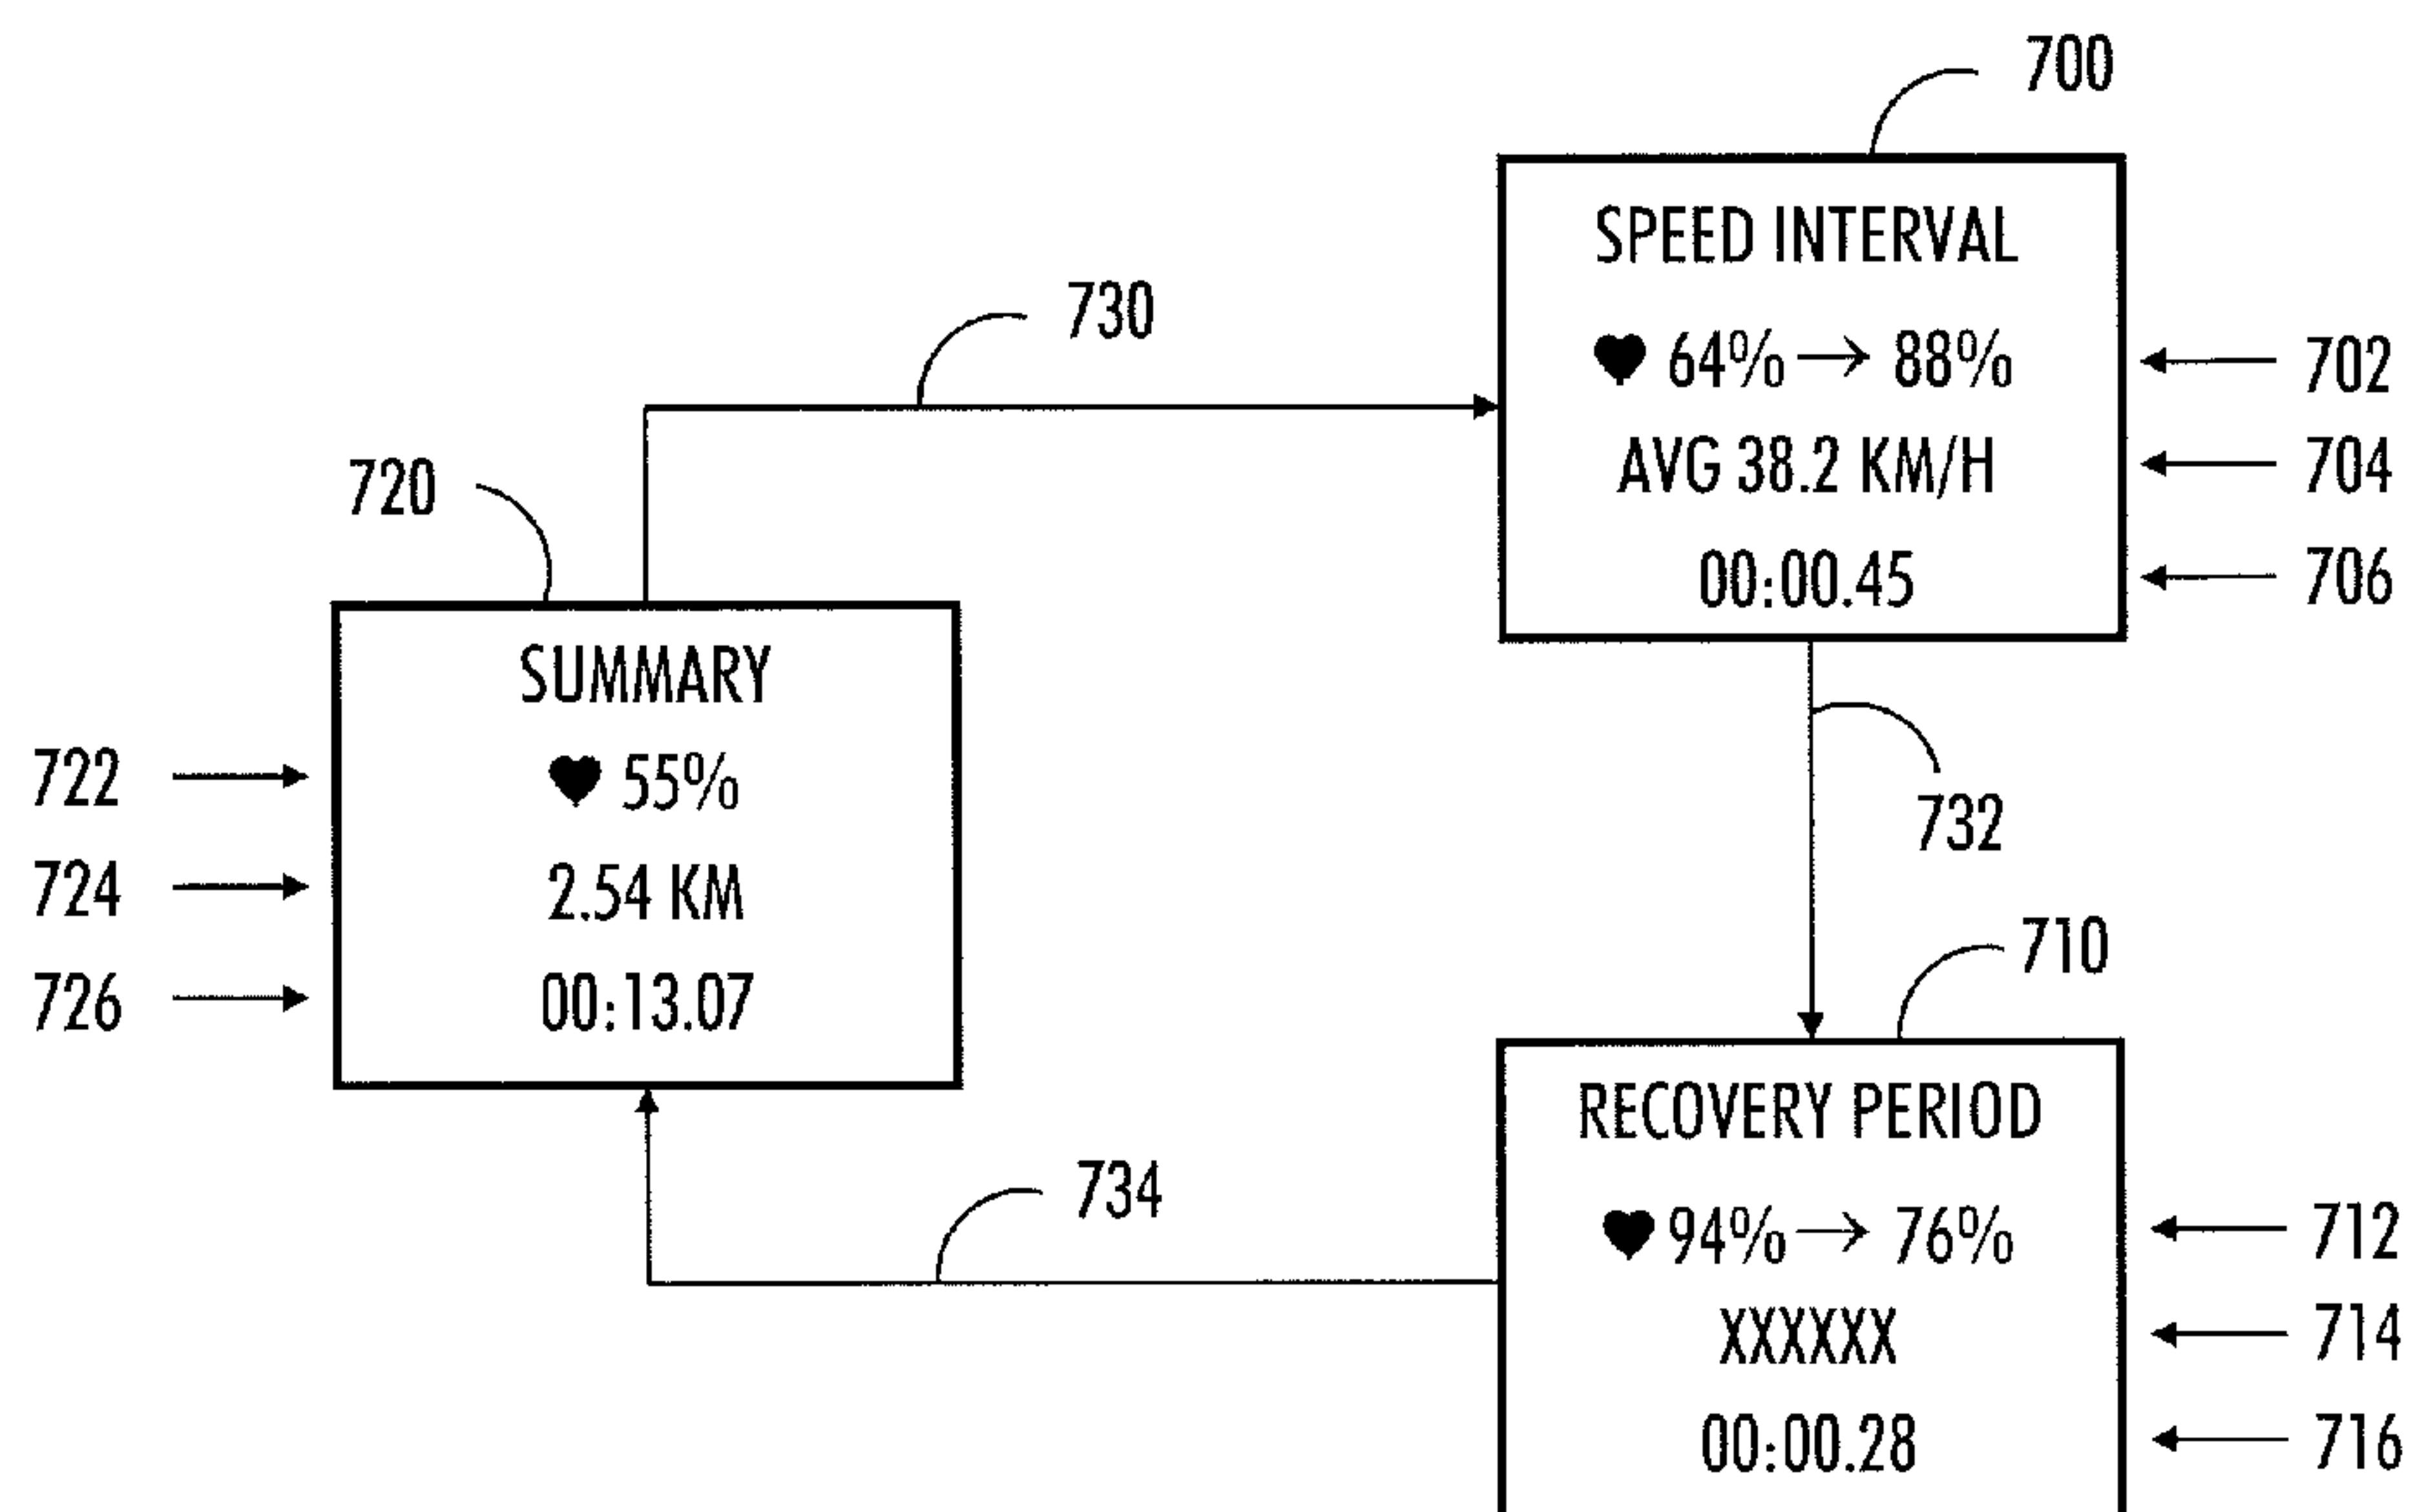 700
SPEED INTERVAL
♥ 64% → 88%
702
AVG 38.2 KM/H
704
00:00.45
706
730
720
SUMMARY
722
♥ 55%
724
2.54 KM
726
00:13.07
732
710
RECOVERY PERIOD
♥ 94% → 76%
712
XXXXXX
714
00:00.28
716
734